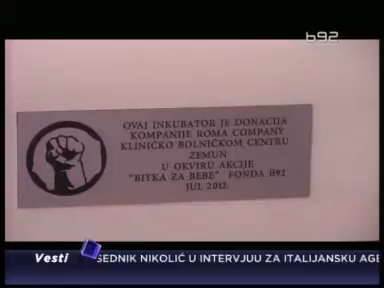 b92
OVAJ INKUBATOR JE DONACIJA
KOMPANIJE ROMA COMPANY
KLINIČKO BOLNIČKOM CENTRU
ZEMUN
U OKVIRU AKCIJE
"BITKA ZA BEBE" FONDA B92
JUL 2012.
Vesti
SEDNIK NIKOLIĆ U INTERVJUU ZA ITALIJANSKU AGE